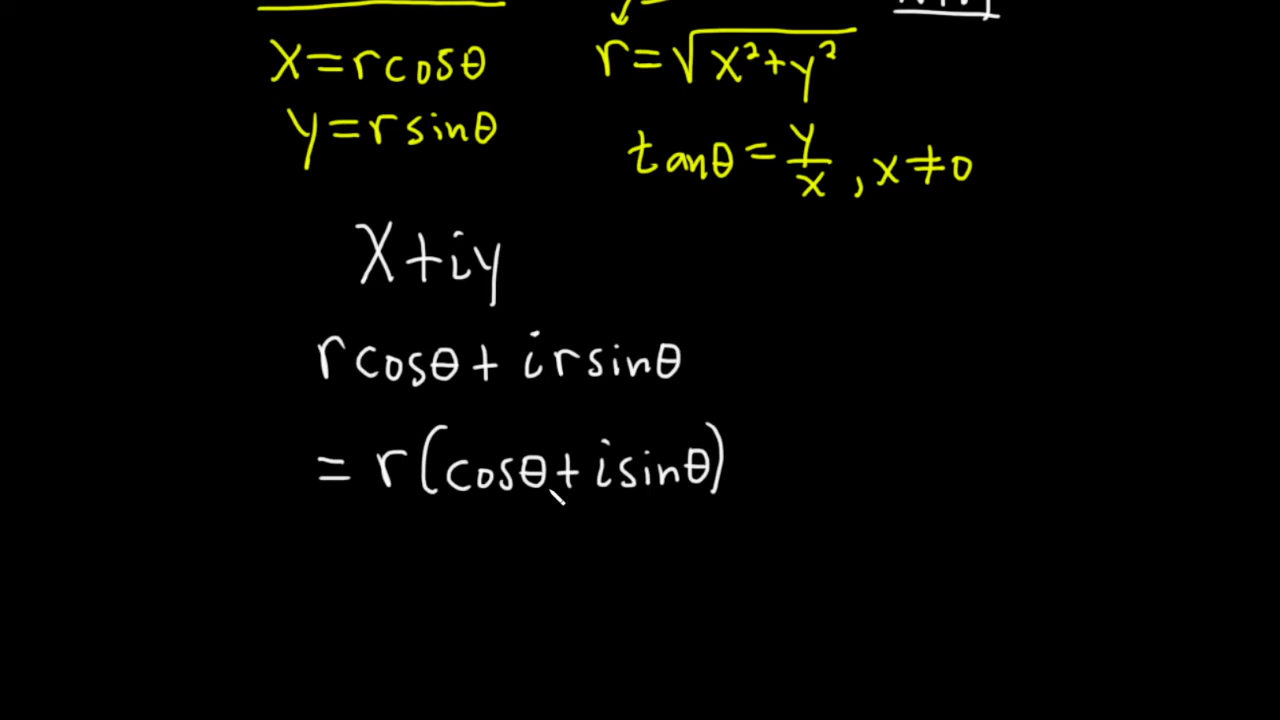 x=rcosθ
r=√x²+y²
y=rsinθ
tanθ=y/x, x≠0
x+iy
rcosθ+irsinθ
=r(cosθ+isinθ)